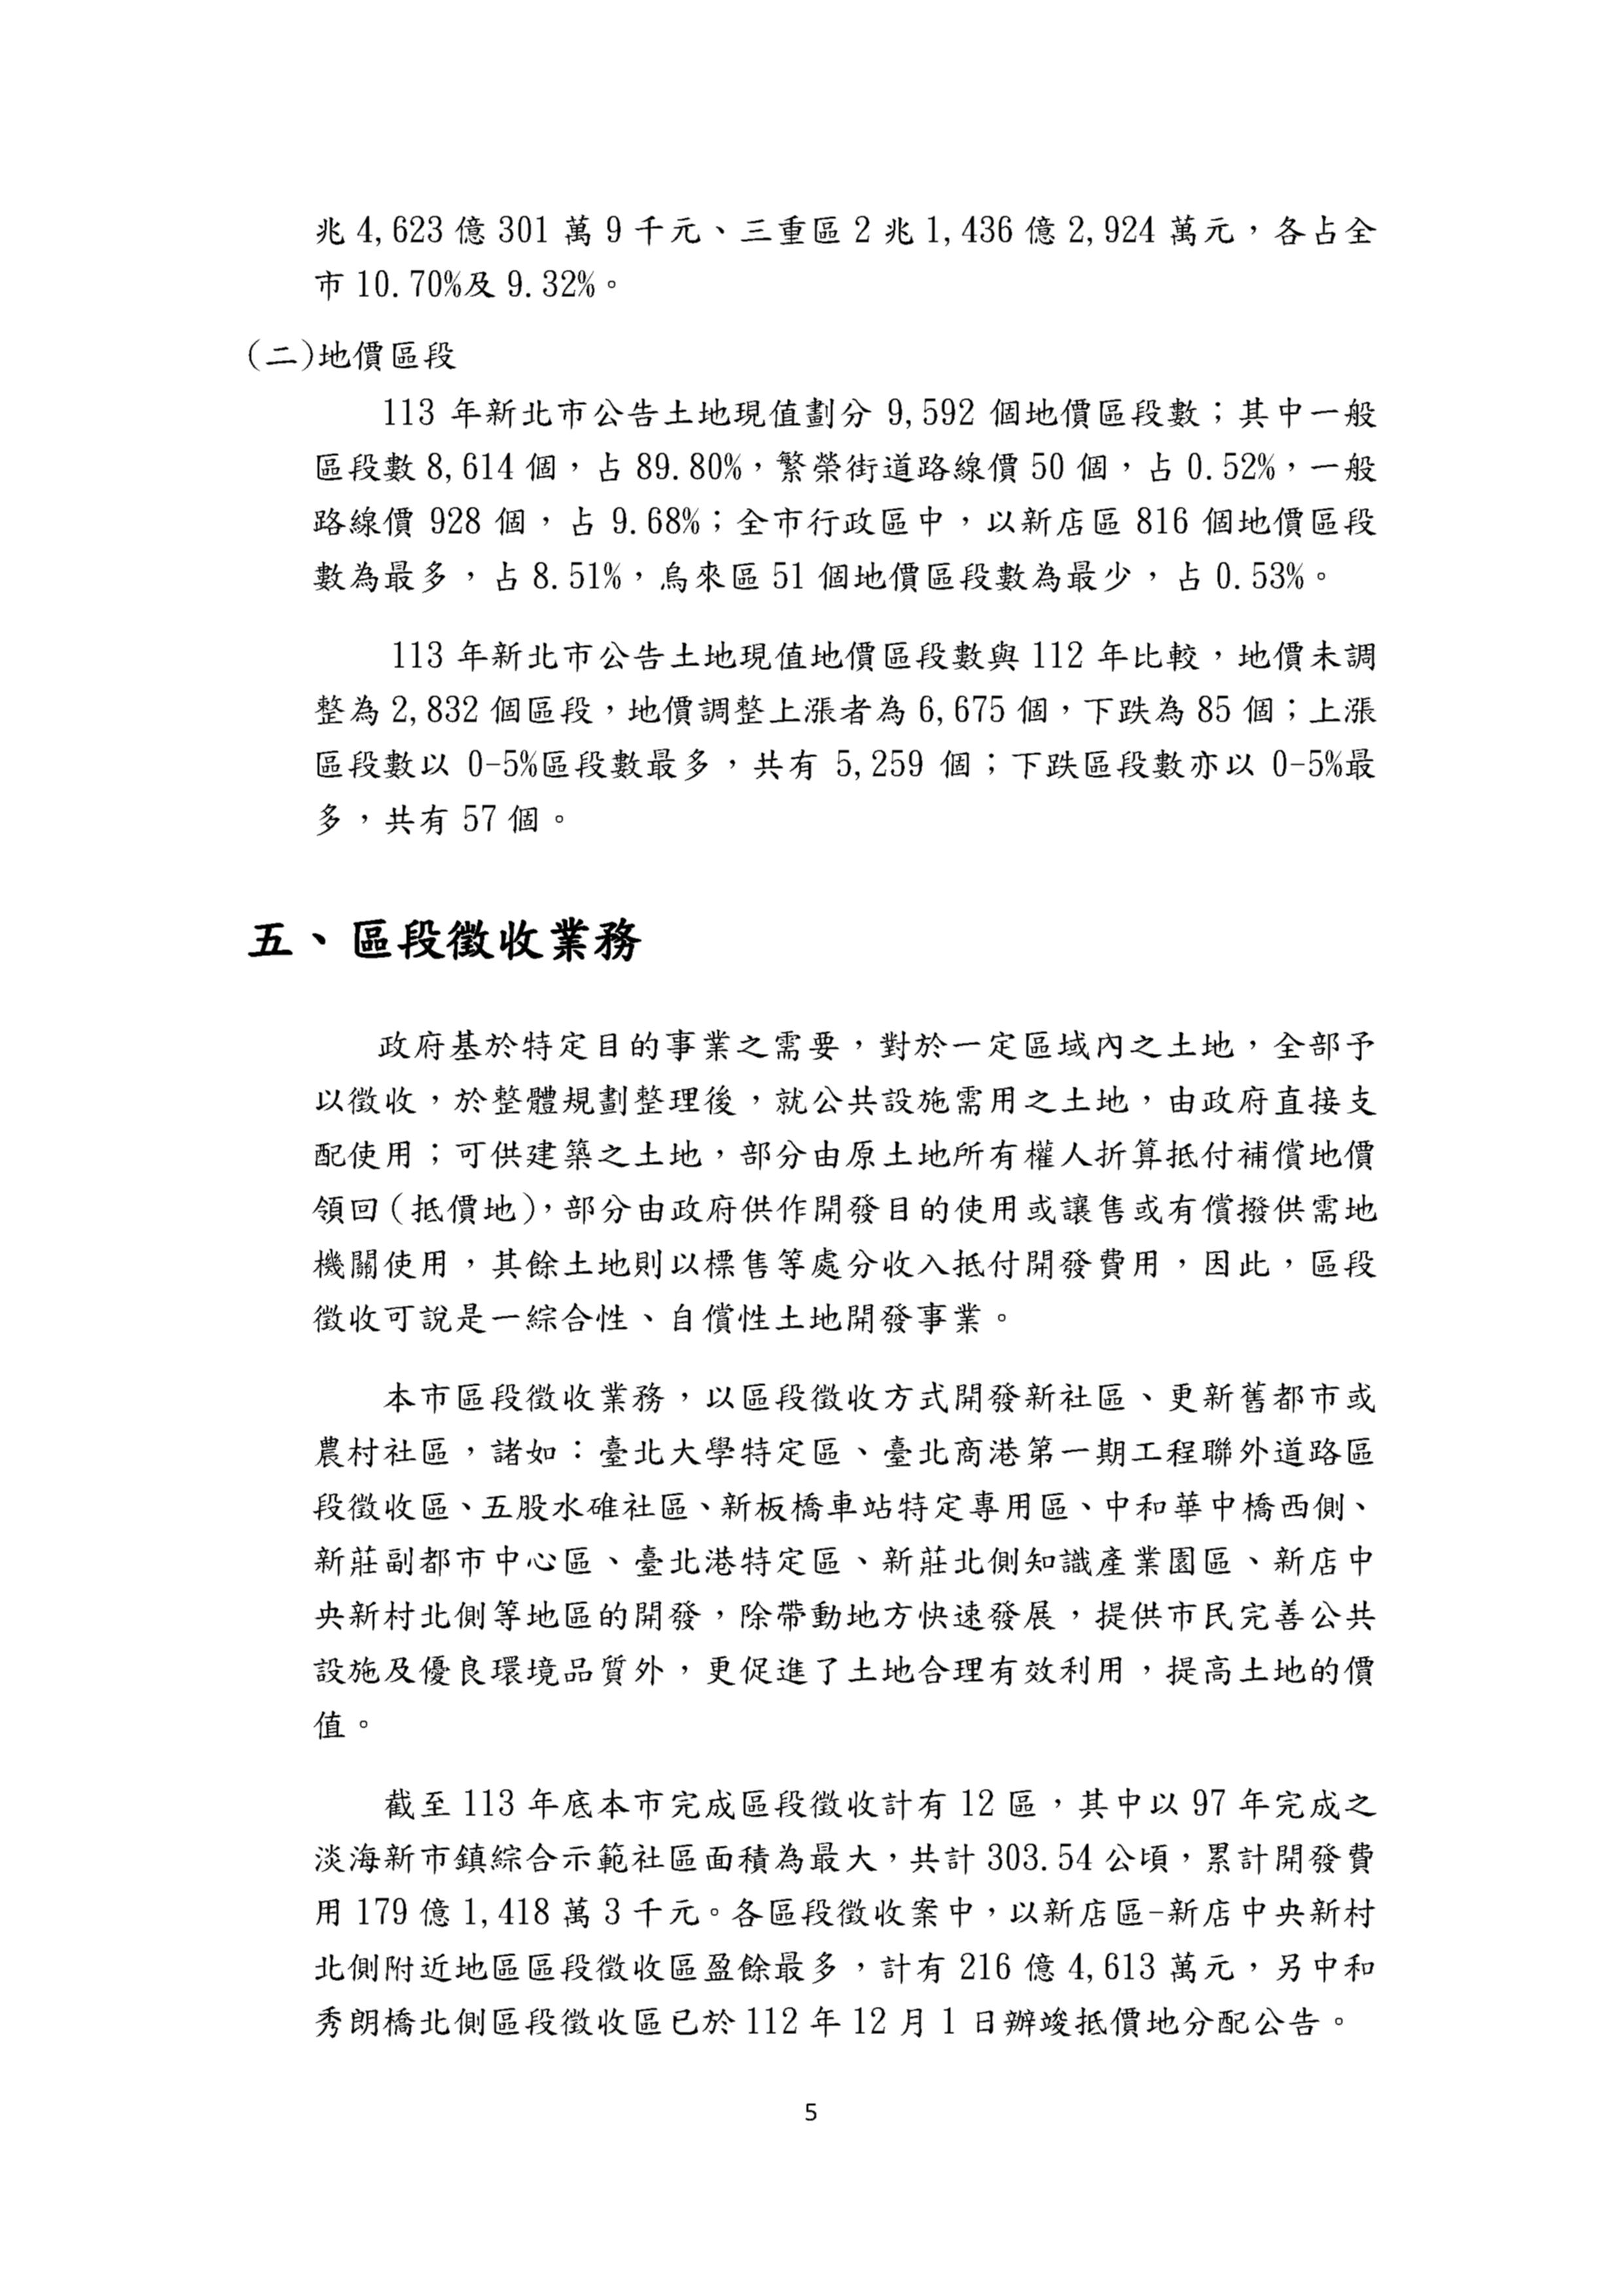 兆 4,623 億 301 萬 9 千元、三重區 2 兆 1,436 億 2,924 萬元，各占全
市 10.70%及 9.32%。
(二)地價區段
113 年新北市公告土地現值劃分 9,592 個地價區段數；其中一般
區段數 8,614 個，占 89.80%，繁榮街道路線價 50 個，占 0.52%，一般
路線價 928 個，占 9.68%；全市行政區中，以新店區 816 個地價區段
數為最多，占 8.51%，烏來區 51 個地價區段數為最少，占 0.53%。
113 年新北市公告土地現值地價區段數與 112 年比較，地價未調
整為 2,832 個區段，地價調整上漲者為 6,675 個，下跌為 85 個；上漲
區段數以 0-5%區段數最多，共有 5,259 個；下跌區段數亦以 0-5%最
多，共有 57 個。
五、區段徵收業務
政府基於特定目的事業之需要，對於一定區域內之土地，全部予
以徵收，於整體規劃整理後，就公共設施需用之土地，由政府直接支
配使用；可供建築之土地，部分由原土地所有權人折算抵付補償地價
領回(抵價地)，部分由政府供作開發目的使用或讓售或有償撥供需地
機關使用，其餘土地則以標售等處分收入抵付開發費用，因此，區段
徵收可說是一綜合性、自償性土地開發事業。
本市區段徵收業務，以區段徵收方式開發新社區、更新舊都市或
農村社區，諸如：臺北大學特定區、臺北商港第一期工程聯外道路區
段徵收區、五股水碓社區、新板橋車站特定專用區、中和華中橋西側、
新莊副都市中心區、臺北港特定區、新莊北側知識產業園區、新店中
央新村北側等地區的開發，除帶動地方快速發展，提供市民完善公共
設施及優良環境品質外，更促進了土地合理有效利用，提高土地的價
值。
截至 113 年底本市完成區段徵收計有 12 區，其中以 97 年完成之
淡海新市鎮綜合示範社區面積為最大，共計 303.54 公頃，累計開發費
用 179 億 1,418 萬 3 千元。各區段徵收案中，以新店區-新店中央新村
北側附近地區區段徵收區盈餘最多，計有 216 億 4,613 萬元，另中和
秀朗橋北側區段徵收區已於 112 年 12 月 1 日辦竣抵價地分配公告。
5